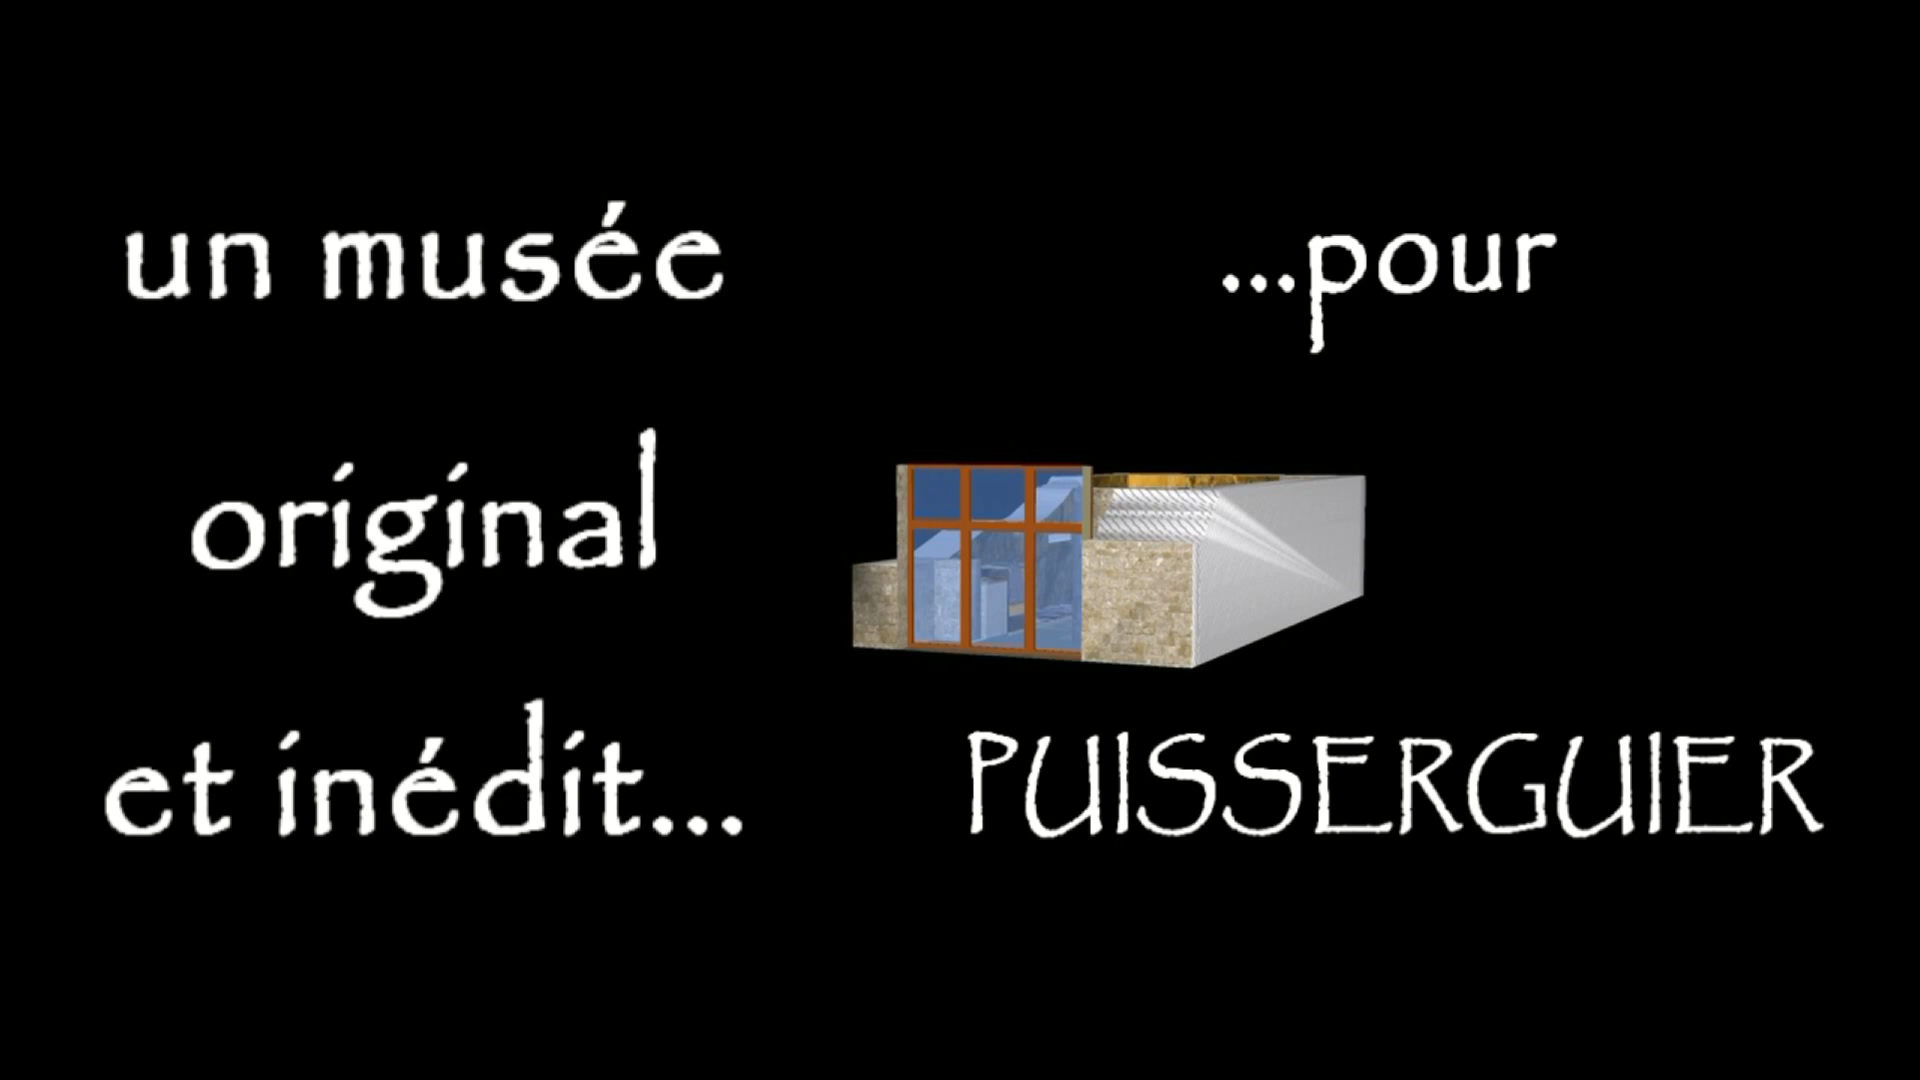 un musée
original
et inédit...
...pour
PUISSERGUIER